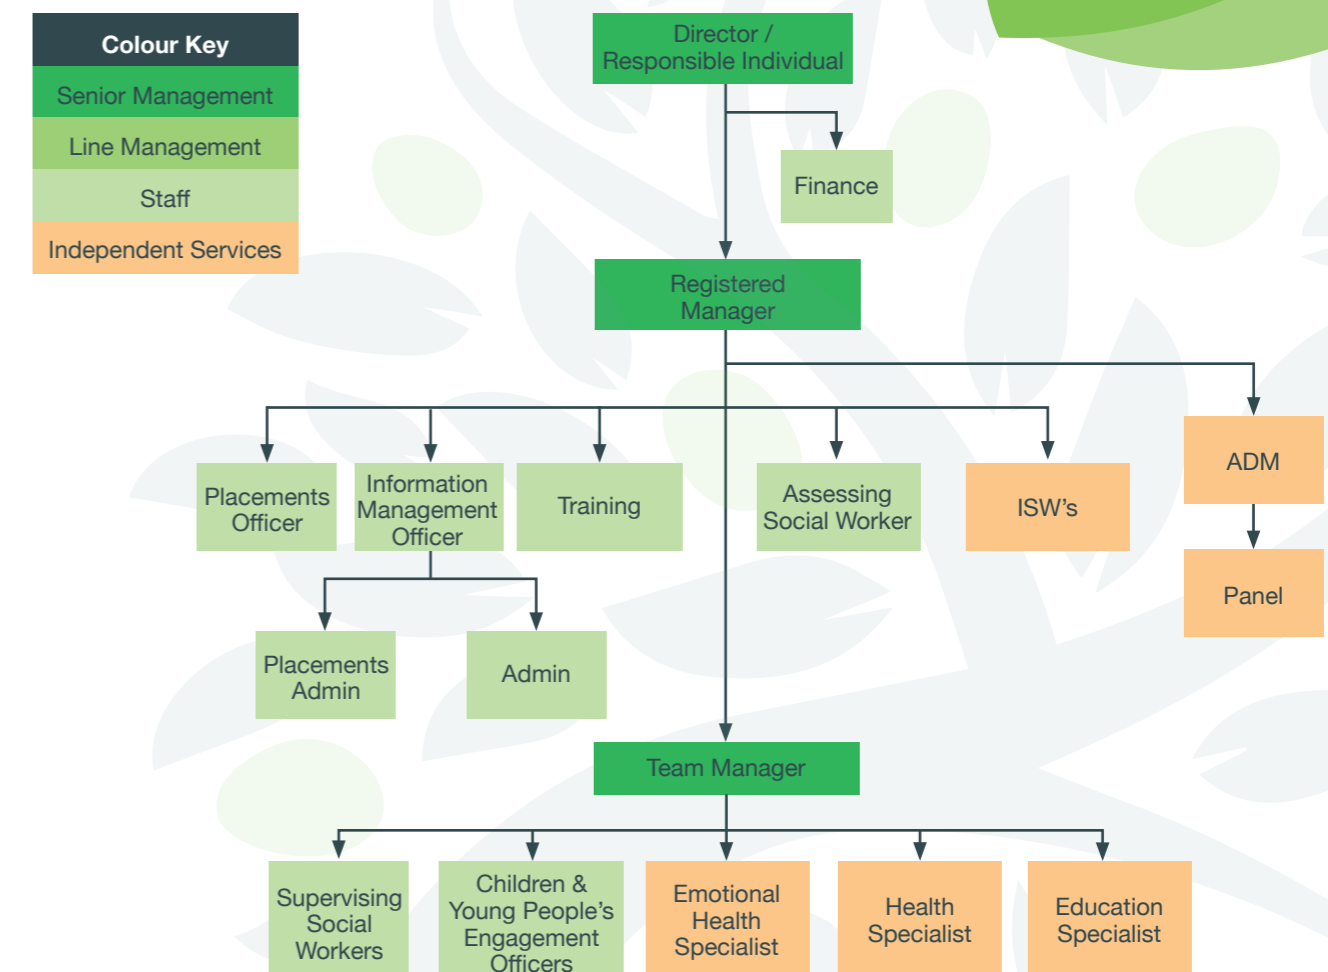 Colour Key
Senior Management
Line Management
Staff
Independent Services
Director /
Responsible Individual
Finance
Registered
Manager
Placements
Officer
Information
Management
Officer
Training
Assessing
Social Worker
ISW's
ADM
Panel
Placements
Admin
Admin
Team Manager
Supervising
Social
Workers
Children &
Young People's
Engagement
Officers
Emotional
Health
Specialist
Health
Specialist
Education
Specialist